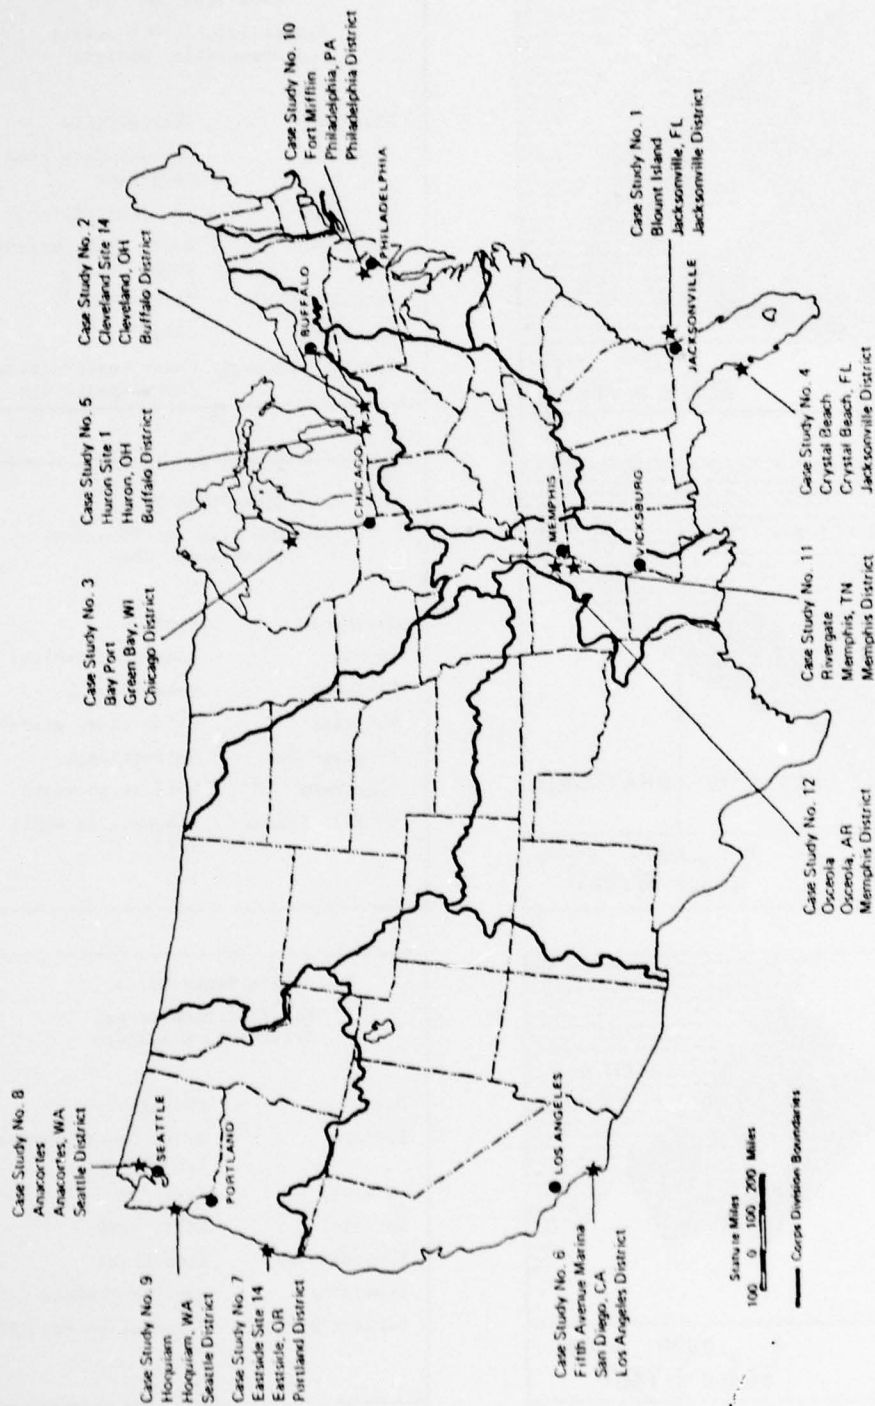 Case Study No. 8
Anacortes
Anacortes, WA
Seattle District
SEATTLE
PORTLAND
Case Study No. 9
Hoquiam
Hoquiam, WA
Seattle District
Case Study No. 7
Eastside Site 14
Eastside, OR
Portland District
LOS ANGELES
Case Study No. 6
Fifth Avenue Marina
San Diego, CA
Los Angeles District
Statute Miles
100 0 100 200 Miles
Corps Division Boundaries
Case Study No. 3
Bay Port
Green Bay, WI
Chicago District
Case Study No. 5
Huron Site 1
Huron, OH
Buffalo District
Case Study No. 2
Cleveland Site 14
Cleveland, OH
Buffalo District
Case Study No. 10
Fort Mifflin
Philadelphia, PA
Philadelphia District
CHICAGO
BUFFALO
PHILADELPHIA
MEMPHIS
VICKSBURG
JACKSONVILLE
Case Study No. 1
Blount Island
Jacksonville, FL
Jacksonville District
Case Study No. 4
Crystal Beach
Crystal Beach, FL
Jacksonville District
Case Study No. 11
Rivergate
Memphis, TN
Memphis District
Case Study No. 12
Osceola
Osceola, AR
Memphis District